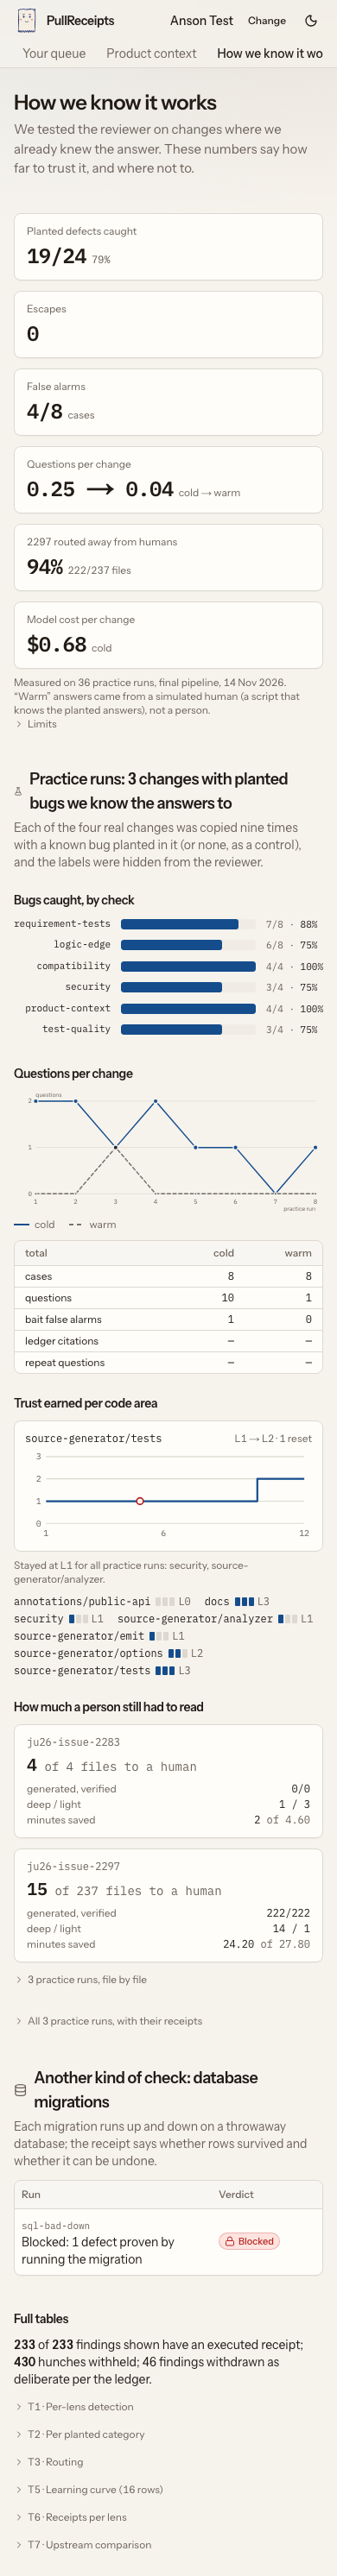 PullReceipts
Anson Test Change
Your queue Product context How we know it wo
How we know it works
We tested the reviewer on changes where we
already knew the answer. These numbers say how
far to trust it, and where not to.
Planted defects caught
19/24 79%
Escapes
0
False alarms
4/8 cases
Questions per change
0.25 → 0.04 cold → warm
2297 routed away from humans
94% 222/237 files
Model cost per change
$0.68 cold
Measured on 36 practice runs, final pipeline, 14 Nov 2026.
“Warm” answers came from a simulated human (a script that
knows the planted answers), not a person.
Limits
Practice runs: 3 changes with planted
bugs we know the answers to
Each of the four real changes was copied nine times
with a known bug planted in it (or none, as a control),
and the labels were hidden from the reviewer.
Bugs caught, by check
requirement-tests 7/8 · 88%
logic-edge 6/8 · 75%
compatibility 4/4 · 100%
security 3/4 · 75%
product-context 4/4 · 100%
test-quality 3/4 · 75%
Questions per change
questions
2
1
0
1 2 3 4 5 6 7 8
practice run
cold warm
total cold warm
cases 8 8
questions 10 1
bait false alarms 1 0
ledger citations — —
repeat questions — —
Trust earned per code area
source-generator/tests L1 → L2 · 1 reset
3
2
1
0
1 6 12
Stayed at L1 for all practice runs: security, source-
generator/analyzer.
annotations/public-api L0 docs L3
security L1 source-generator/analyzer L1
source-generator/emit L1
source-generator/options L2
source-generator/tests L3
How much a person still had to read
ju26-issue-2283
4 of 4 files to a human
generated, verified 0/0
deep / light 1 / 3
minutes saved 2 of 4.60
ju26-issue-2297
15 of 237 files to a human
generated, verified 222/222
deep / light 14 / 1
minutes saved 24.20 of 27.80
3 practice runs, file by file
All 3 practice runs, with their receipts
Another kind of check: database
migrations
Each migration runs up and down on a throwaway
database; the receipt says whether rows survived and
whether it can be undone.
Run Verdict
sql-bad-down
Blocked: 1 defect proven by
running the migration
Blocked
Full tables
233 of 233 findings shown have an executed receipt;
430 hunches withheld; 46 findings withdrawn as
deliberate per the ledger.
T1 · Per-lens detection
T2 · Per planted category
T3 · Routing
T5 · Learning curve (16 rows)
T6 · Receipts per lens
T7 · Upstream comparison